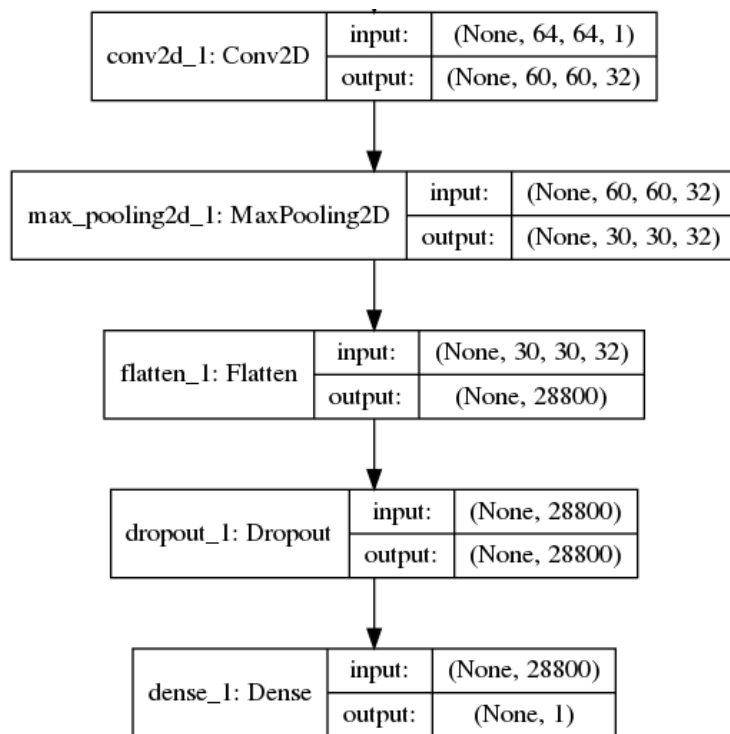 conv2d_1: Conv2D
input:
(None, 64, 64, 1)
output:
(None, 60, 60, 32)
max_pooling2d_1: MaxPooling2D
input:
(None, 60, 60, 32)
output:
(None, 30, 30, 32)
flatten_1: Flatten
input:
(None, 30, 30, 32)
output:
(None, 28800)
dropout_1: Dropout
input:
(None, 28800)
output:
(None, 28800)
dense_1: Dense
input:
(None, 28800)
output:
(None, 1)